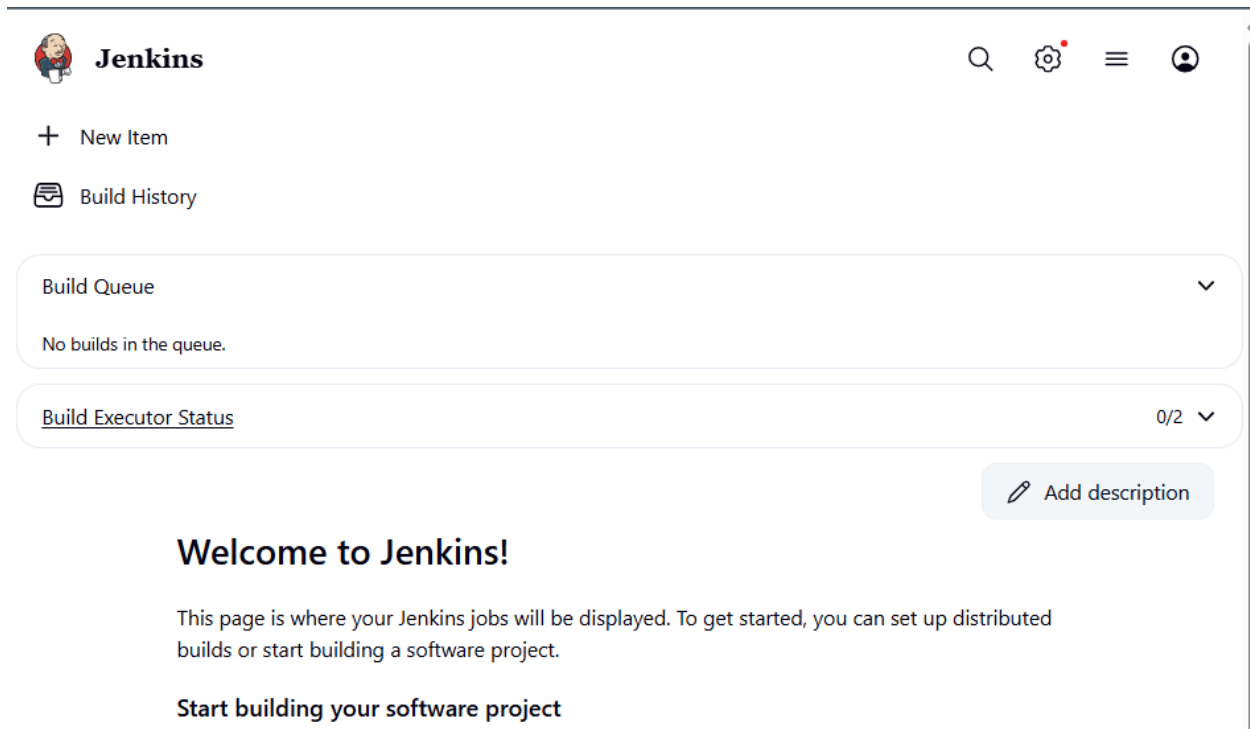 Jenkins
New Item
Build History
Build Queue
No builds in the queue.
Build Executor Status 0/2
Add description
Welcome to Jenkins!
This page is where your Jenkins jobs will be displayed. To get started, you can set up distributed
builds or start building a software project.
Start building your software project